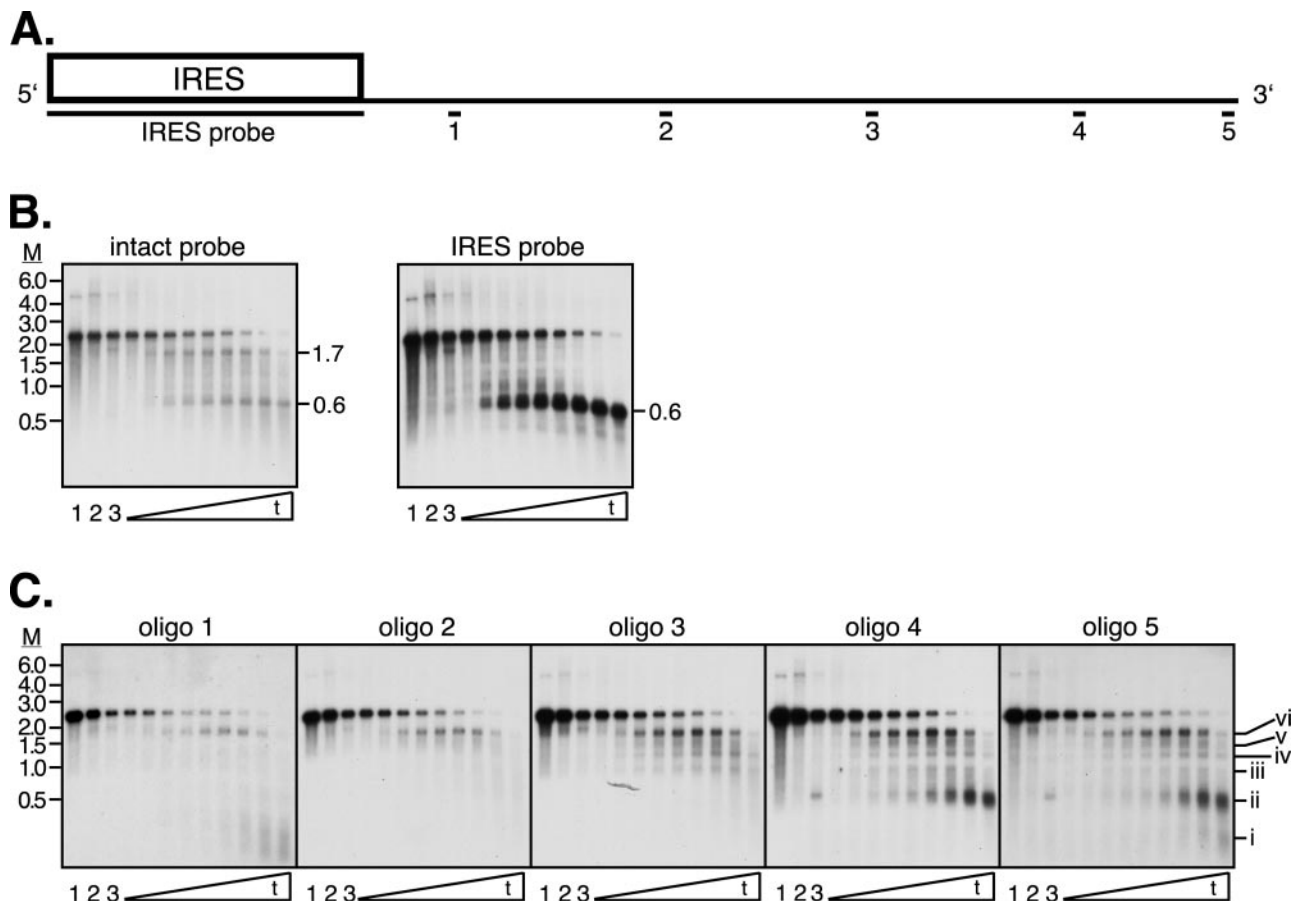 A.
IRES
5‘ 3‘
IRES probe 1 2 3 4 5
B.
M intact probe IRES probe
6.0
4.0
3.0
2.0 1.7
1.5
1.0
0.6 0.6
0.5
1 2 3 t 1 2 3 t
C.
M oligo 1 oligo 2 oligo 3 oligo 4 oligo 5
6.0
4.0
3.0
2.0 vi
1.5 v
1.0 iv
iii
0.5 ii
i
1 2 3 t 1 2 3 t 1 2 3 t 1 2 3 t 1 2 3 t